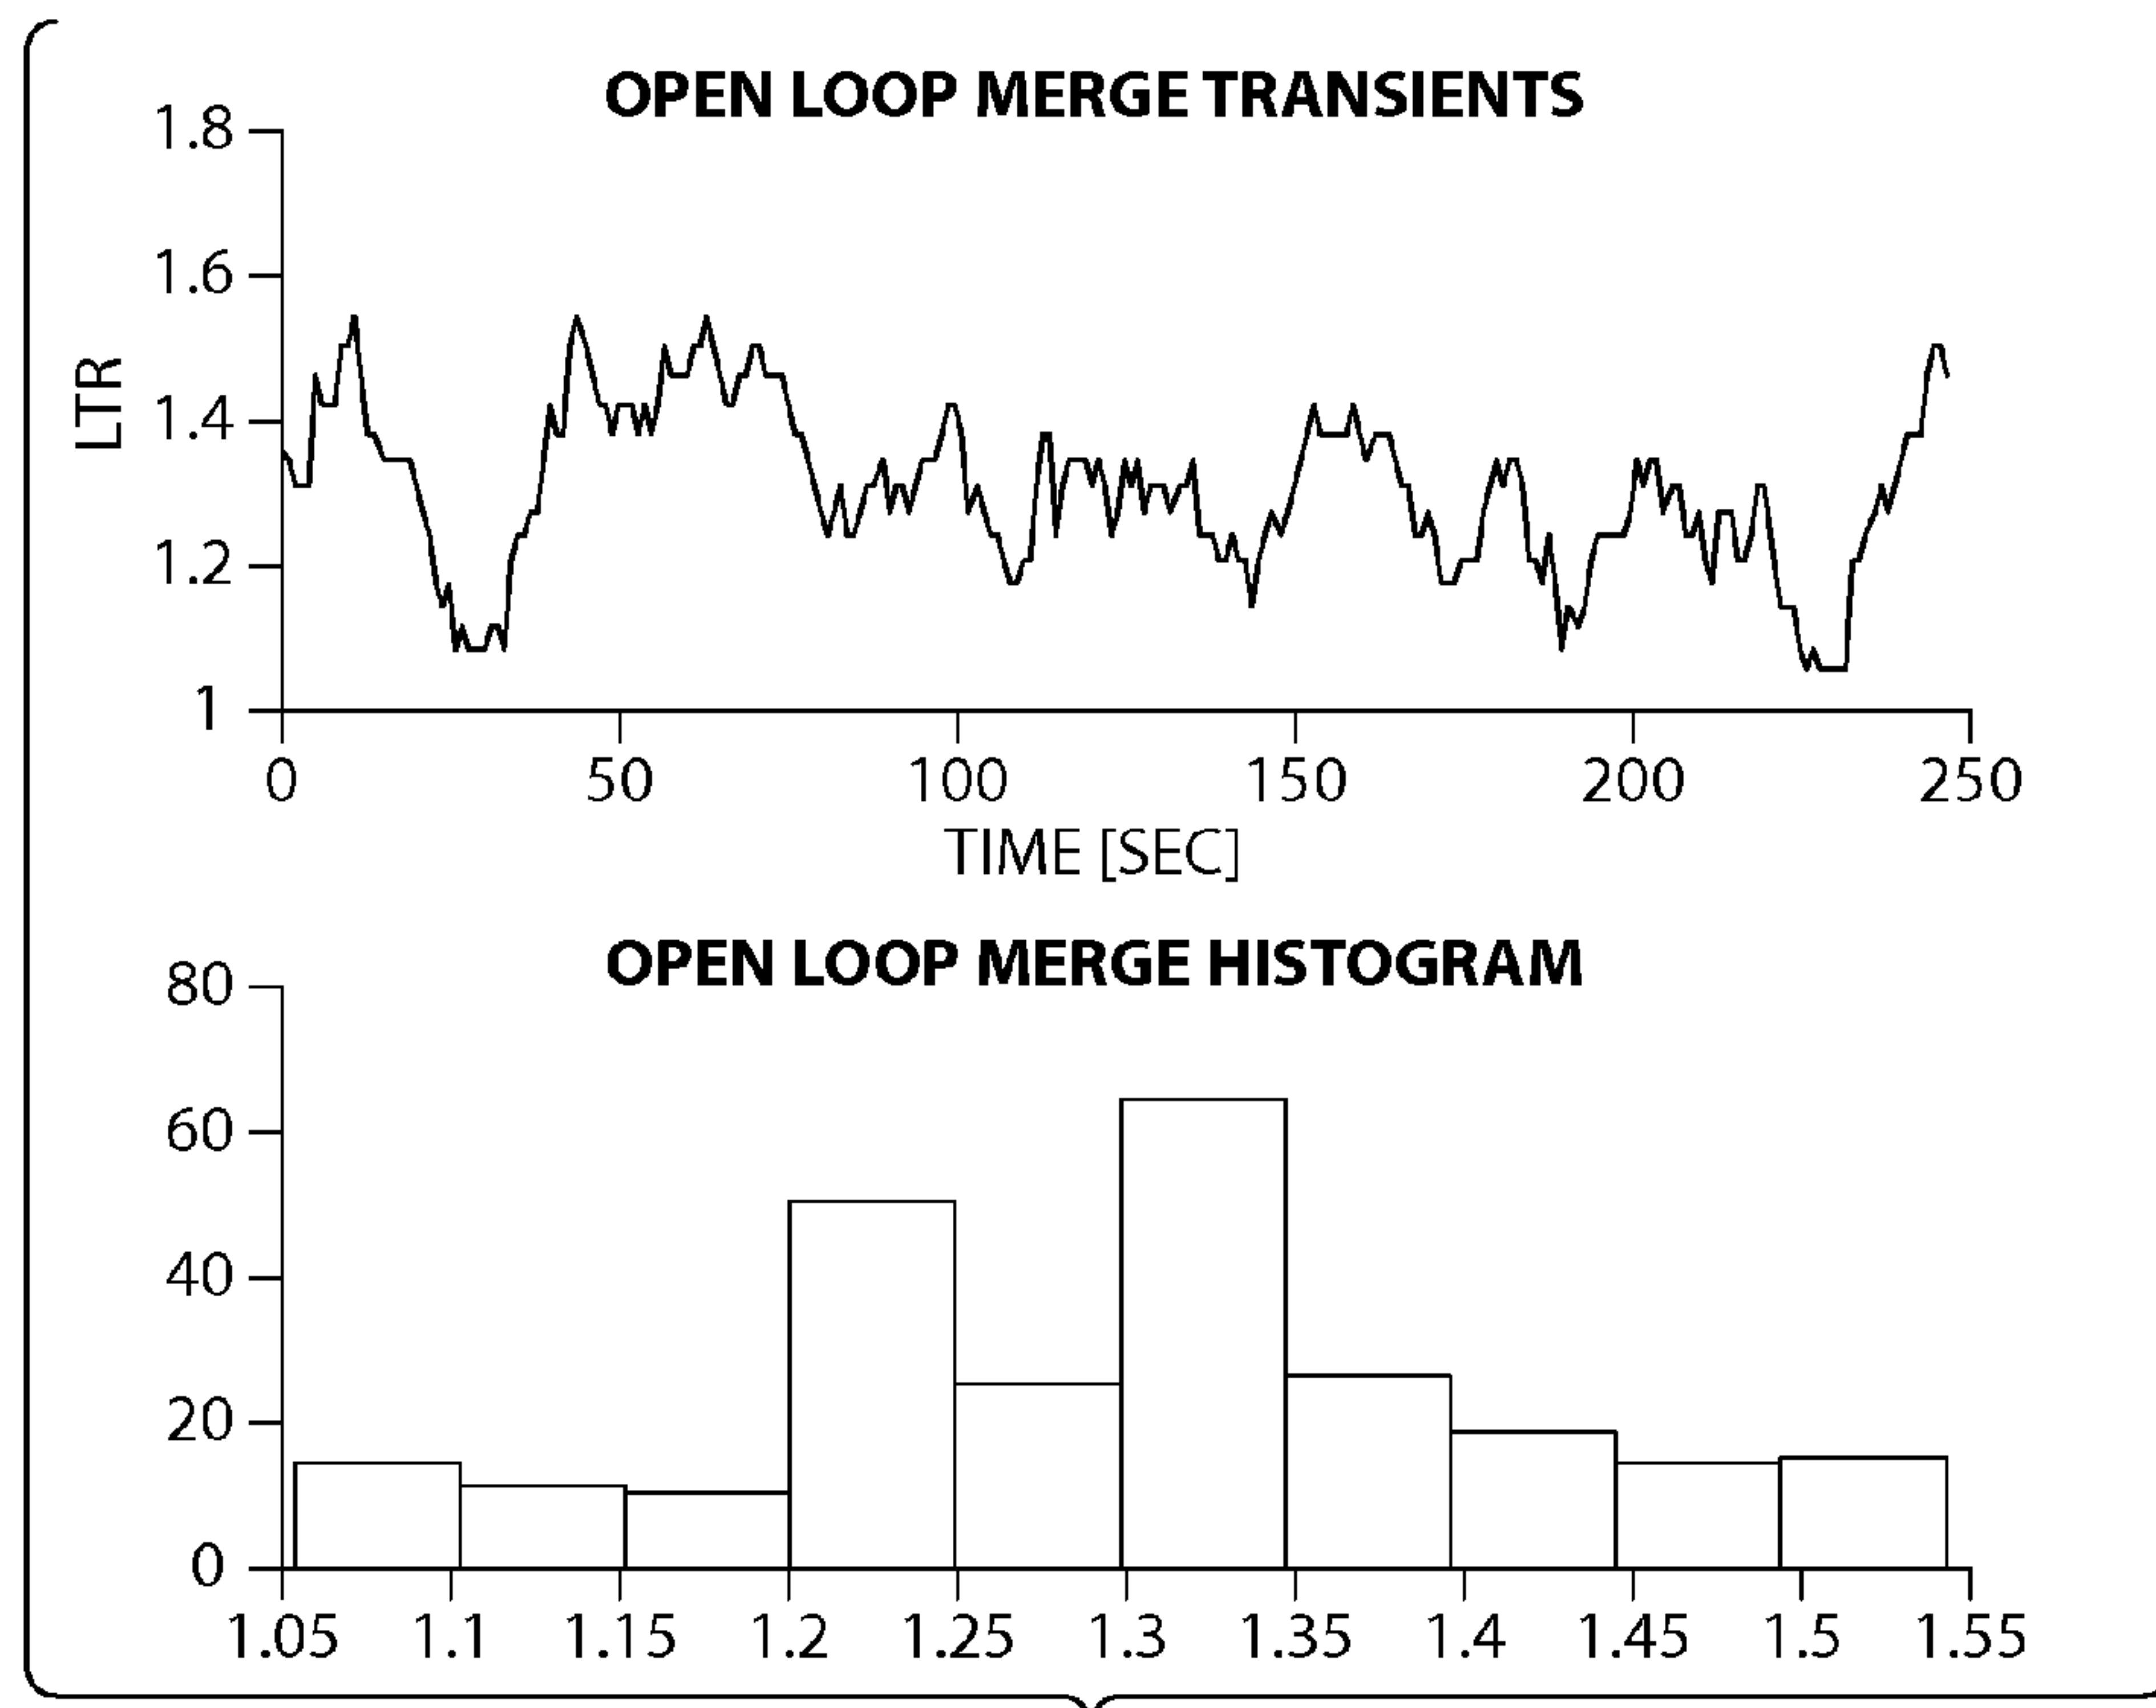 OPEN LOOP MERGE TRANSIENTS
1.8
1.6
1.4
1.2
1
LTR
0 50 100 150 200 250
TIME [SEC]
OPEN LOOP MERGE HISTOGRAM
80
60
40
20
0
1.05 1.1 1.15 1.2 1.25 1.3 1.35 1.4 1.45 1.5 1.55